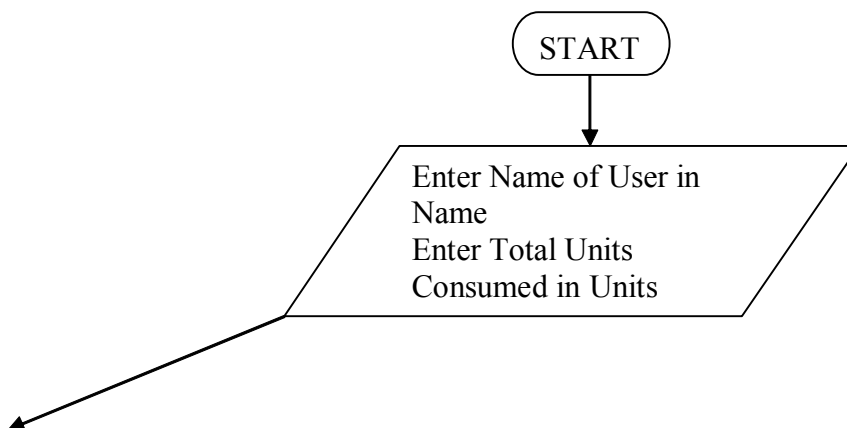 START
Enter Name of User in
Name
Enter Total Units
Consumed in Units